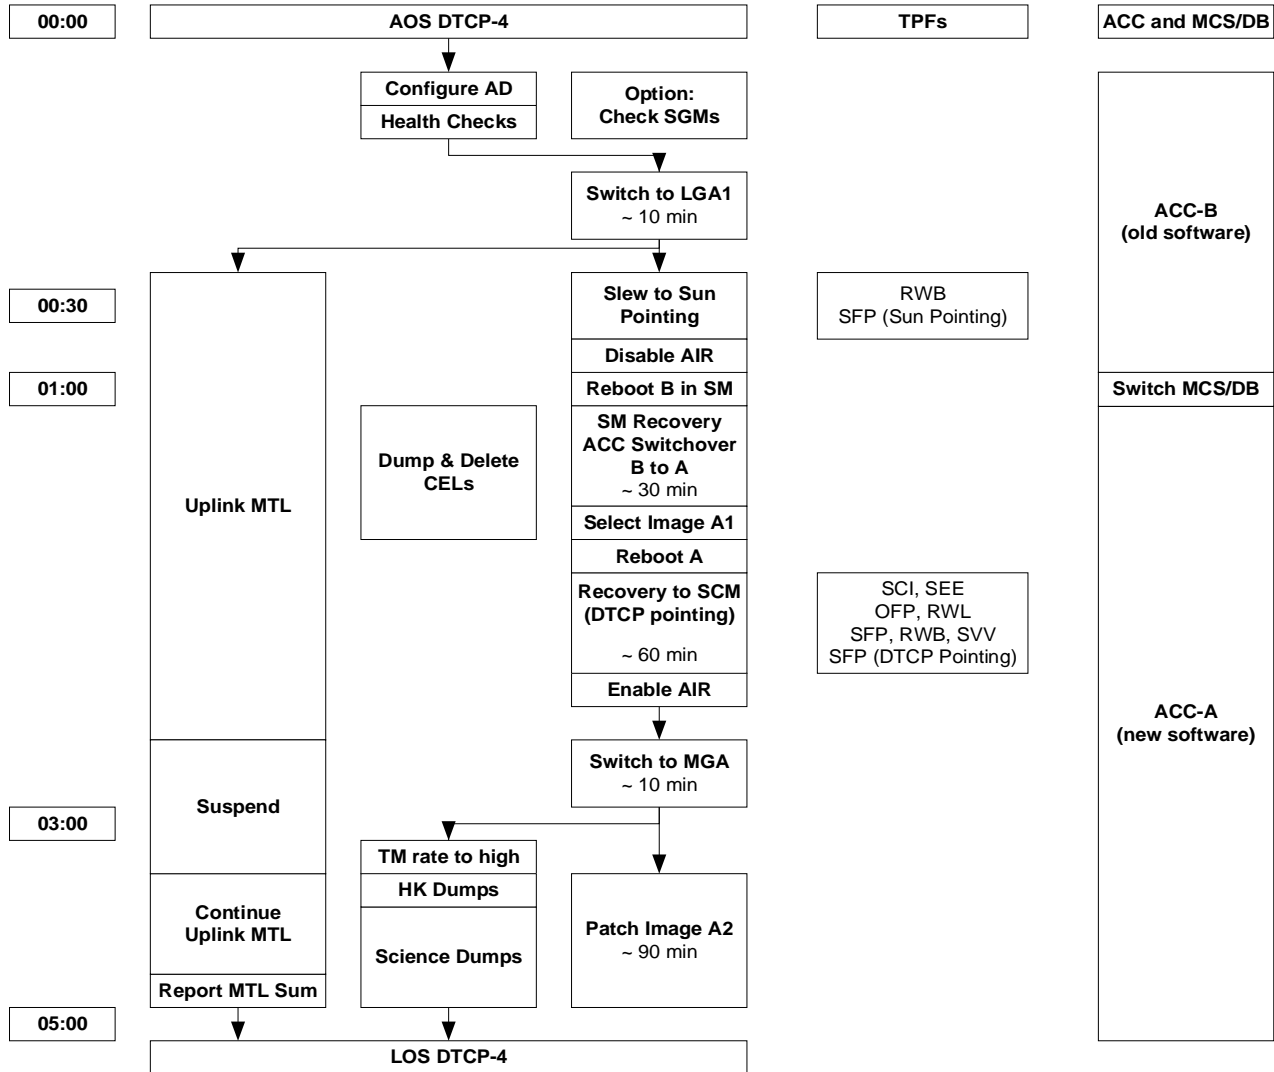 00:00
AOS DTCP-4
TPFs
ACC and MCS/DB
Configure AD
Health Checks
Option:
Check SGMs
Switch to LGA1
~ 10 min
ACC-B
(old software)
00:30
Slew to Sun
Pointing
RWB
SFP (Sun Pointing)
Disable AIR
01:00
Reboot B in SM
Switch MCS/DB
Uplink MTL
Dump & Delete
CELs
SM Recovery
ACC Switchover
B to A
~ 30 min
Select Image A1
Reboot A
Recovery to SCM
(DTCP pointing)
~ 60 min
SCI, SEE
OFP, RWL
SFP, RWB, SVV
SFP (DTCP Pointing)
Enable AIR
ACC-A
(new software)
Suspend
Switch to MGA
~ 10 min
03:00
TM rate to high
HK Dumps
Continue
Uplink MTL
Science Dumps
Patch Image A2
~ 90 min
Report MTL Sum
05:00
LOS DTCP-4